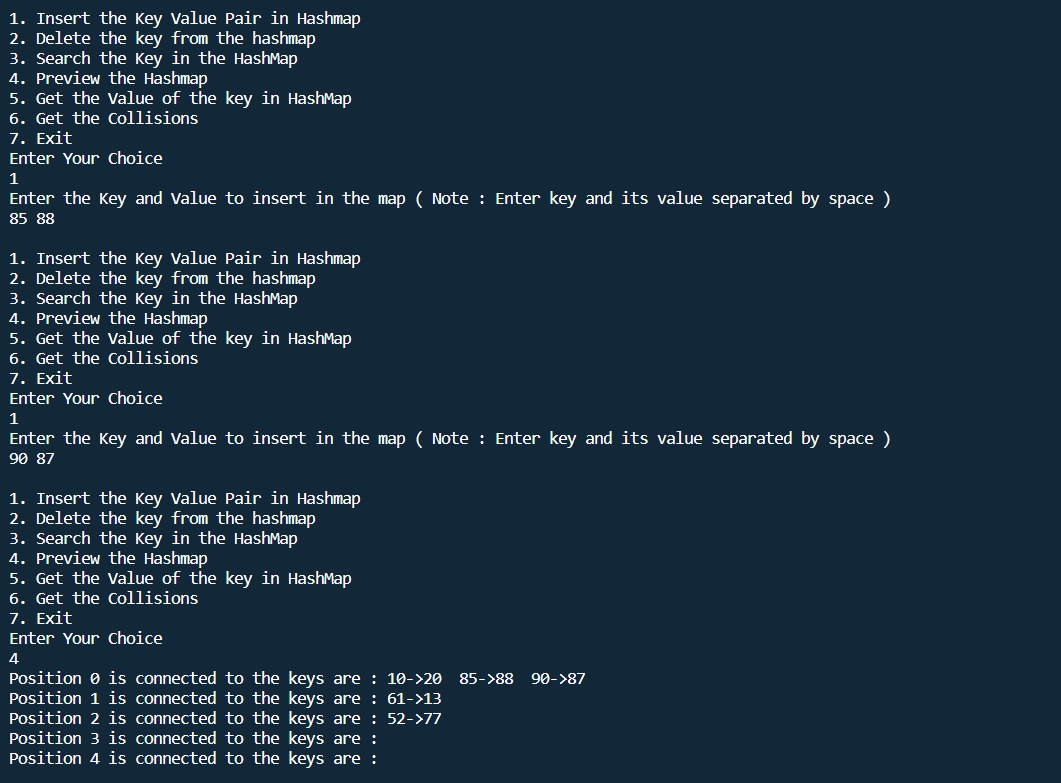 1. Insert the Key Value Pair in Hashmap
2. Delete the key from the hashmap
3. Search the Key in the HashMap
4. Preview the Hashmap
5. Get the Value of the key in HashMap
6. Get the Collisions
7. Exit
Enter Your Choice
1
Enter the Key and Value to insert in the map ( Note : Enter key and its value separated by space )
85 88
1. Insert the Key Value Pair in Hashmap
2. Delete the key from the hashmap
3. Search the Key in the HashMap
4. Preview the Hashmap
5. Get the Value of the key in HashMap
6. Get the Collisions
7. Exit
Enter Your Choice
1
Enter the Key and Value to insert in the map ( Note : Enter key and its value separated by space )
90 87
1. Insert the Key Value Pair in Hashmap
2. Delete the key from the hashmap
3. Search the Key in the HashMap
4. Preview the Hashmap
5. Get the Value of the key in HashMap
6. Get the Collisions
7. Exit
Enter Your Choice
4
Position 0 is connected to the keys are : 10->20  85->88  90->87
Position 1 is connected to the keys are : 61->13
Position 2 is connected to the keys are : 52->77
Position 3 is connected to the keys are :
Position 4 is connected to the keys are :